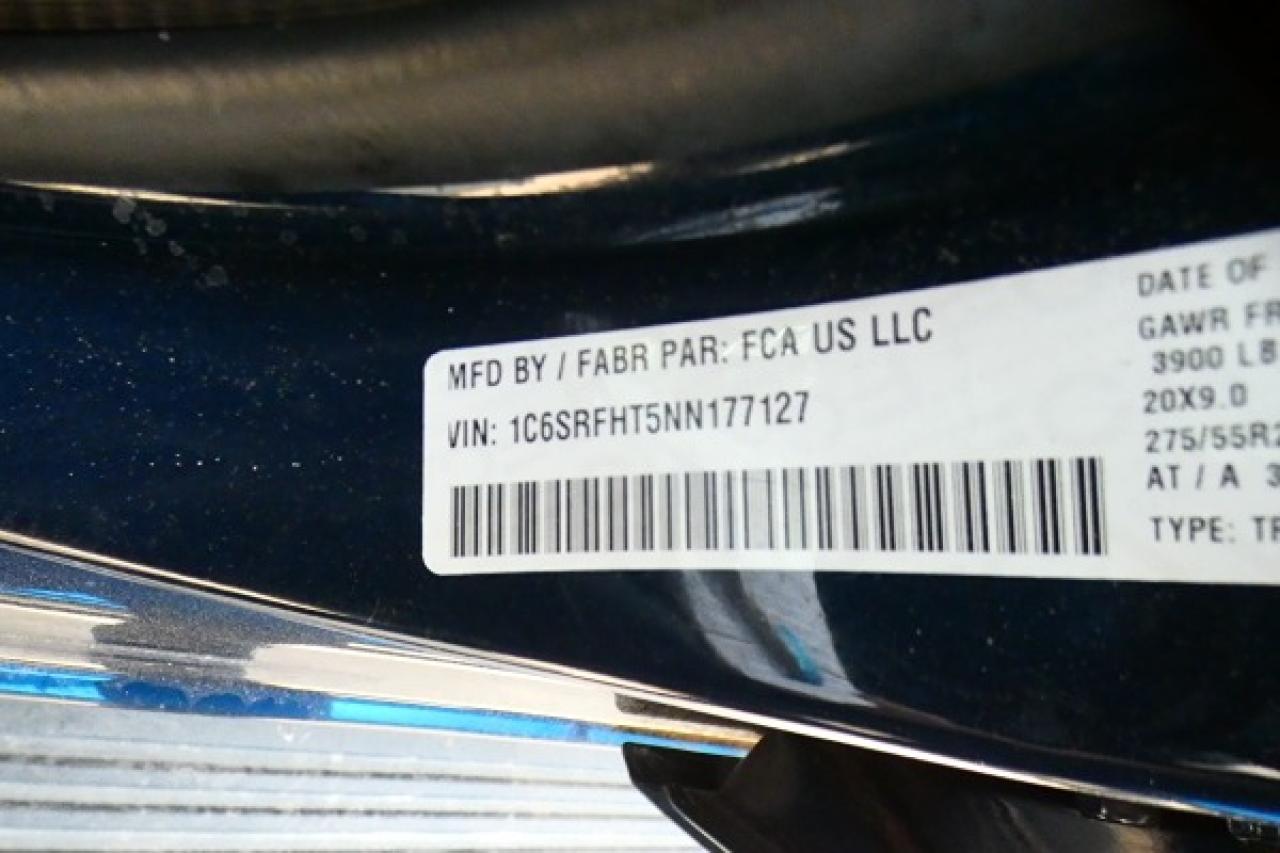 MFD BY / FABR PAR: FCA US LLC
VIN: 1C6SRFHT5NN177127
DATE OF
GAWR FR
3900 LB
20X9.0
275/55R2
AT / A 3
TYPE: TR